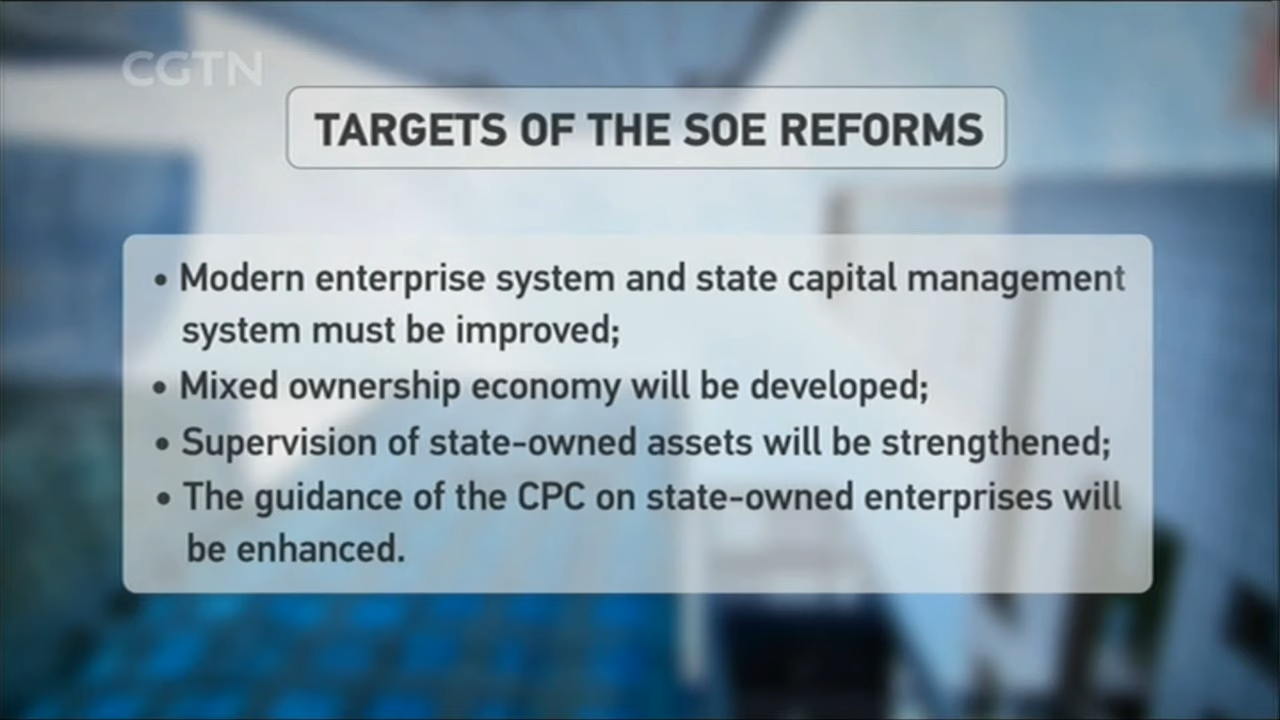 CGTN
TARGETS OF THE SOE REFORMS
• Modern enterprise system and state capital management
system must be improved;
• Mixed ownership economy will be developed;
• Supervision of state-owned assets will be strengthened;
• The guidance of the CPC on state-owned enterprises will
be enhanced.